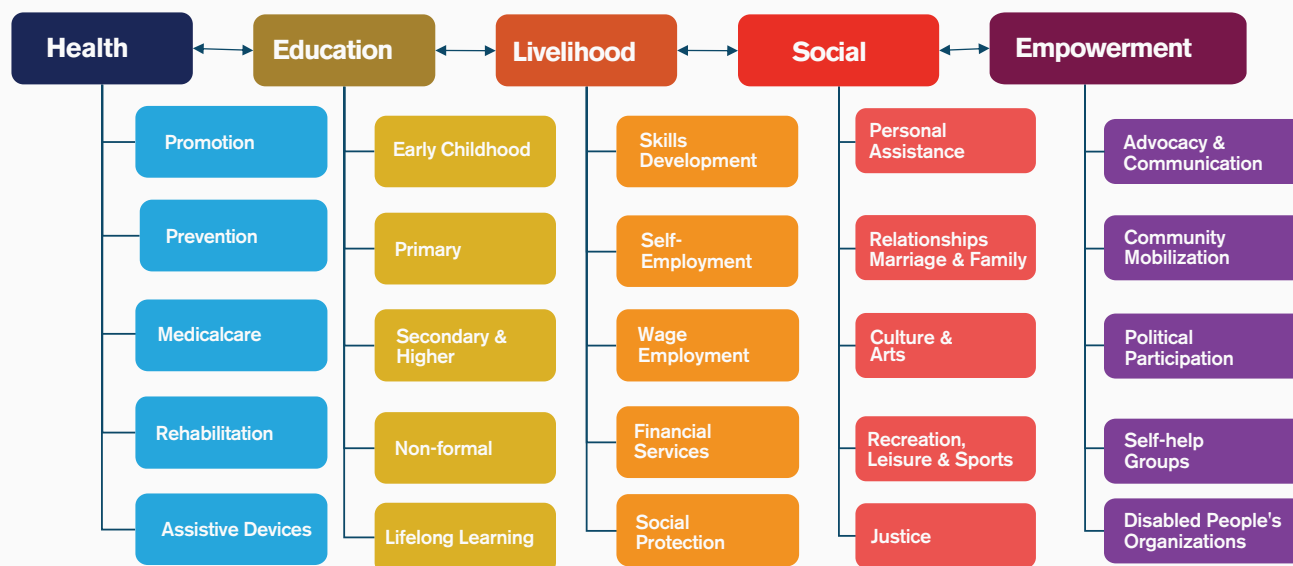 Health
Education
Livelihood
Social
Empowerment
Promotion
Prevention
Medicalcare
Rehabilitation
Assistive Devices
Early Childhood
Primary
Secondary &
Higher
Non-formal
Lifelong Learning
Skills
Development
Self-
Employment
Wage
Employment
Financial
Services
Social
Protection
Personal
Assistance
Relationships
Marriage & Family
Culture &
Arts
Recreation,
Leisure & Sports
Justice
Advocacy &
Communication
Community
Mobilization
Political
Participation
Self-help
Groups
Disabled People's
Organizations